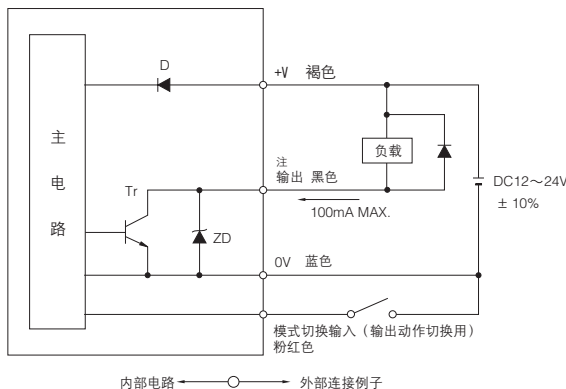 D
+V 褐色
主
电
路
负载
注
输出 黑色
DC12～24V
± 10%
Tr
100mA MAX.
ZD
0V 蓝色
模式切换输入（输出动作切换用）
粉红色
内部电路
外部连接例子